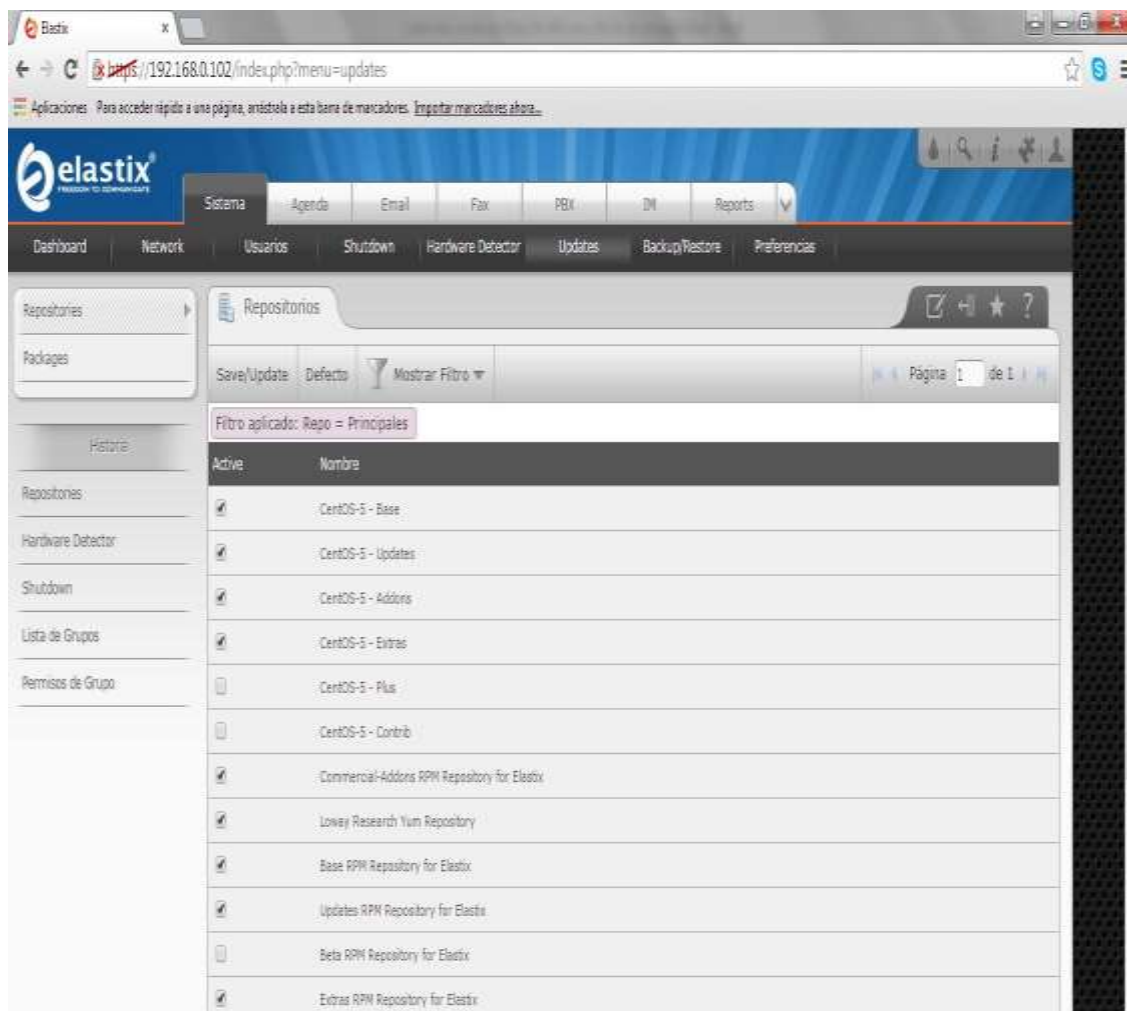 Elastix
https://192.168.0.102/index.php?menu=updates
Aplicaciones Para acceder rápido a una página, arrástrala a esta barra de marcadores. Importar marcadores ahora...
elastix
FREEDOM TO COMMUNICATE
Sistema Agenda Email Fax PBX IM Reports
Dashboard Network Usuarios Shutdown Hardware Detector Updates Backup/Restore Preferencias
Repositories
Packages
Historial
Repositories
Hardware Detector
Shutdown
Lista de Grupos
Permisos de Grupo
Repositorios
Save/Update Defecto Mostrar Filtro Página 1 de 1
Filtro aplicado: Repo = Principales
Active Nombre
CentOS-5 - Base
CentOS-5 - Updates
CentOS-5 - Addons
CentOS-5 - Extras
CentOS-5 - Plus
CentOS-5 - Contrib
Commercial-Addons RPM Repository for Elastix
Loway Research Yum Repository
Base RPM Repository for Elastix
Updates RPM Repository for Elastix
Beta RPM Repository for Elastix
Extras RPM Repository for Elastix